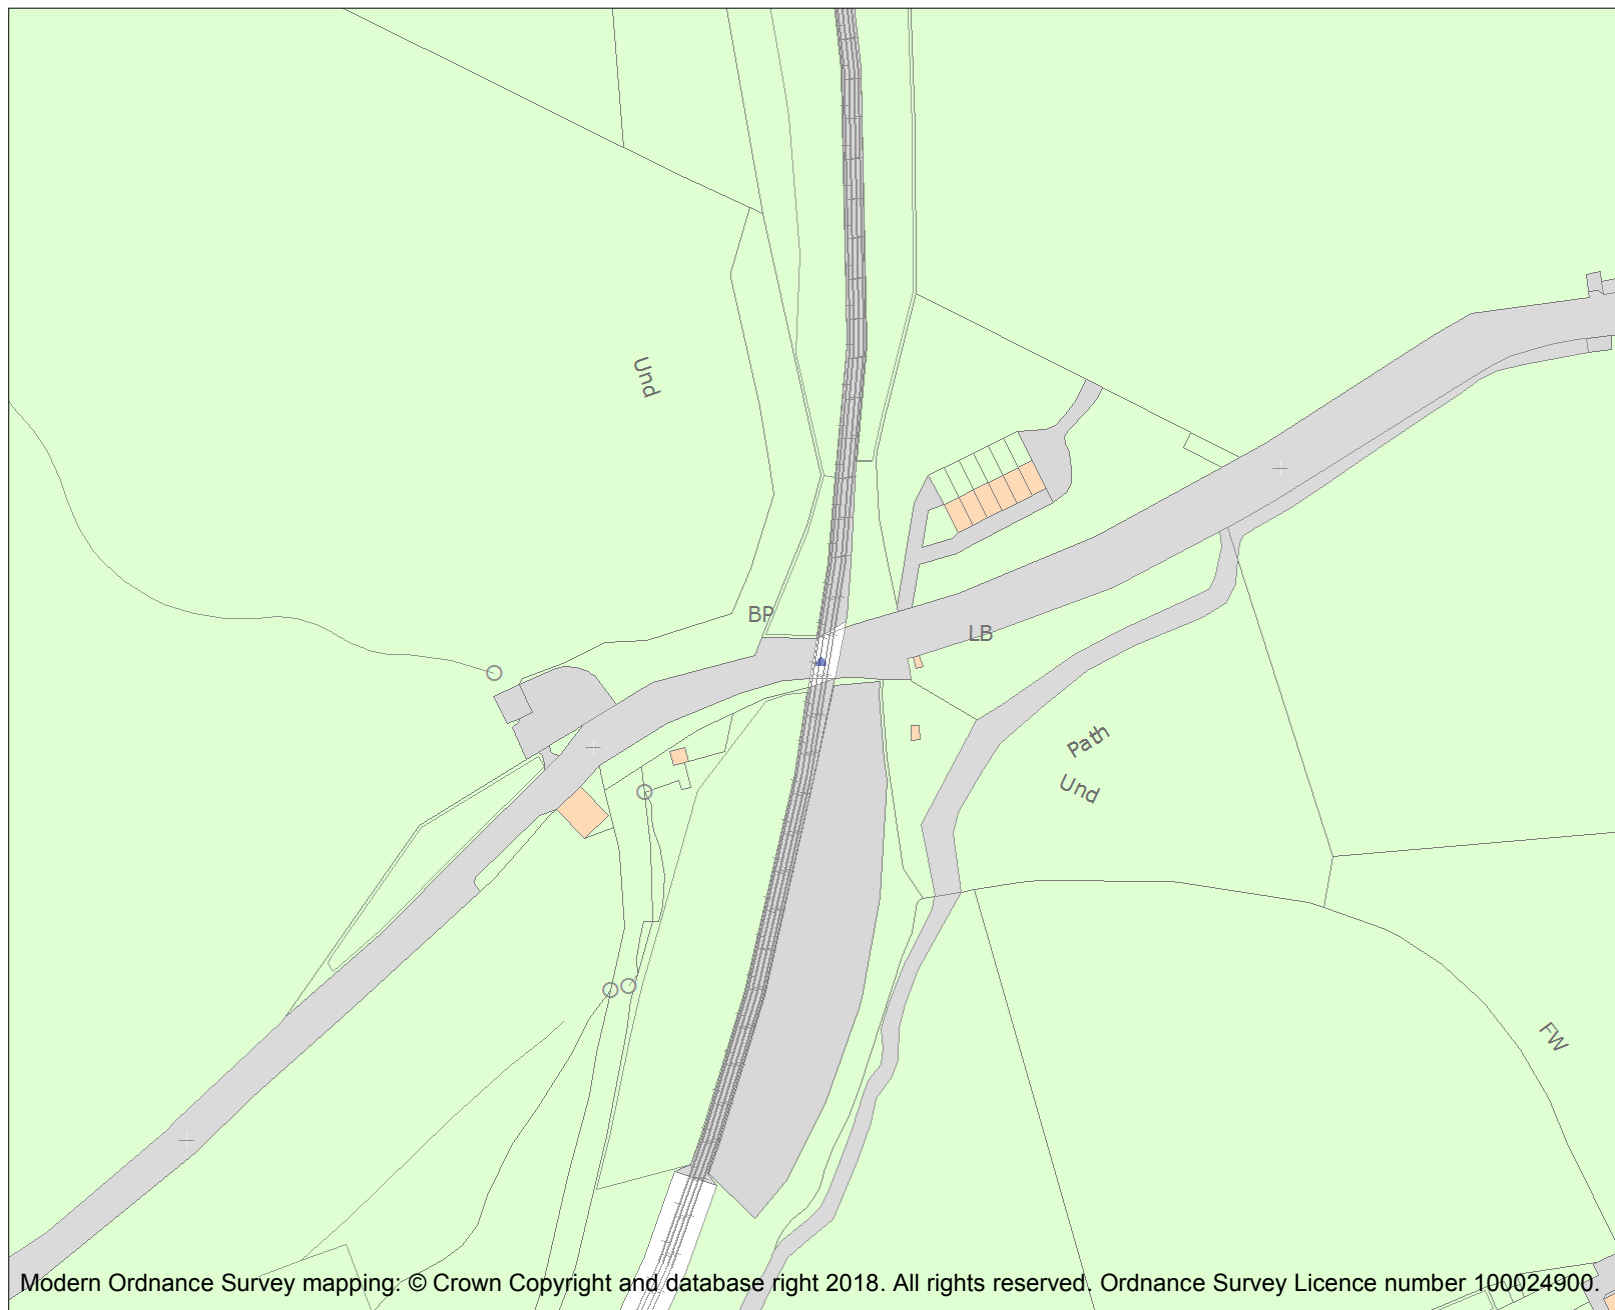 Und
BP
LB
Path
Und
FW
Modern Ordnance Survey mapping: © Crown Copyright and database right 2018. All rights reserved. Ordnance Survey Licence number 100024900.